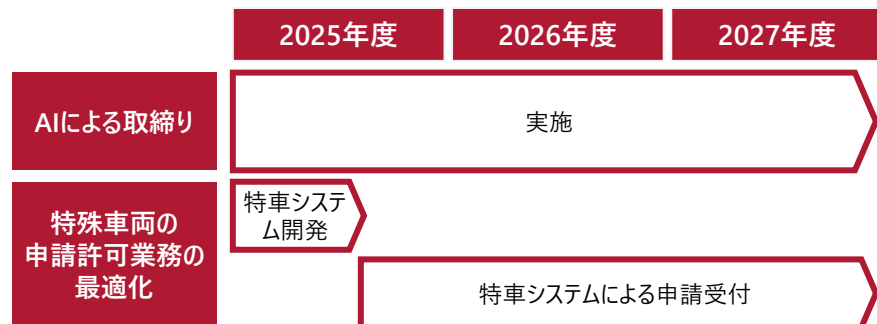 2025年度 2026年度 2027年度
AIによる取締り
実施
特殊車両の
申請許可業務の
最適化
特車システ
ム開発
特車システムによる申請受付